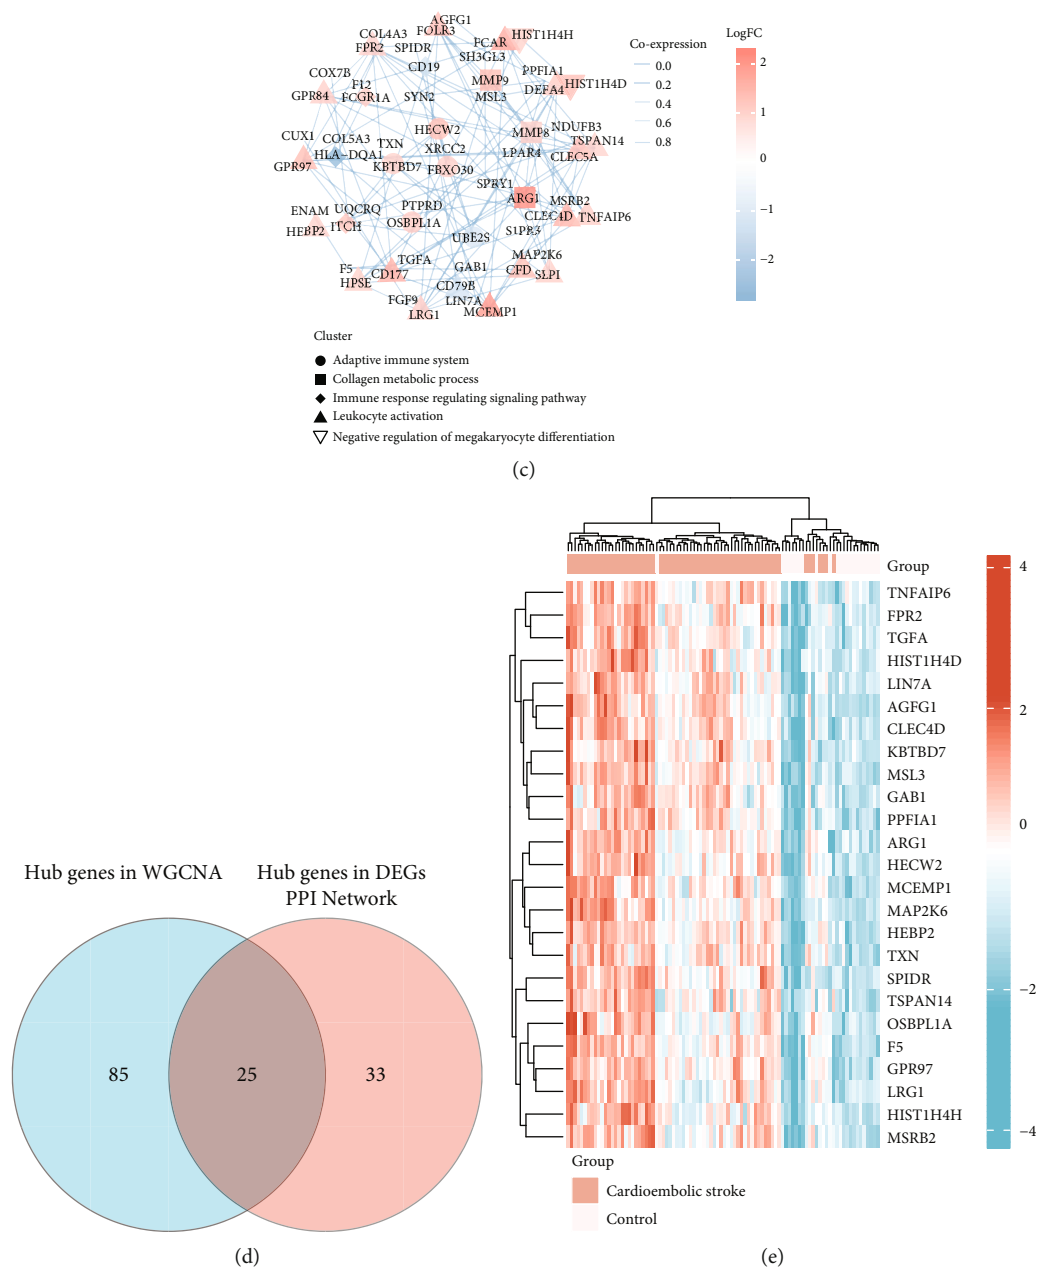 AGFG1
FOLR3
COL4A3
FPR2
SPIDR
FCAR
HIST1H4H
SH3GL3
CD19
COX7B
F12
GPR84
FCGR1A
SYN2
MMP9
MSL3
PPFIA1
DEFA4
HIST1H4D
CUX1
COL5A3
HLA-DQA1
GPR97
TXN
KBTBD7
HECW2
XRCC2
FBXO30
MMP8
NDUFB3
TSPAN14
LPAR4
CLEC5A
SPRY1
ARG1
MSRB2
CLEC4D
TNFAIP6
S1PR3
ENAM
UQCRQ
HEBP2
ITCH
PTPRD
OSBPL1A
UBE2S
MAP2K6
CFD
SLPI
F5
HPSE
TGFA
CD177
GAB1
CD79B
FGF9
LRG1
LIN7A
MCEMP1
Co-expression
0.0
0.2
0.4
0.6
0.8
LogFC
2
1
0
−1
−2
Cluster
Adaptive immune system
Collagen metabolic process
Immune response regulating signaling pathway
Leukocyte activation
Negative regulation of megakaryocyte differentiation
(c)
Hub genes in WGCNA
Hub genes in DEGs
PPI Network
85
25
33
(d)
Group
TNFAIP6
FPR2
TGFA
HIST1H4D
LIN7A
AGFG1
CLEC4D
KBTBD7
MSL3
GAB1
PPFIA1
ARG1
HECW2
MCEMP1
MAP2K6
HEBP2
TXN
SPIDR
TSPAN14
OSBPL1A
F5
GPR97
LRG1
HIST1H4H
MSRB2
4
2
0
−2
−4
Group
Cardioembolic stroke
Control
(e)